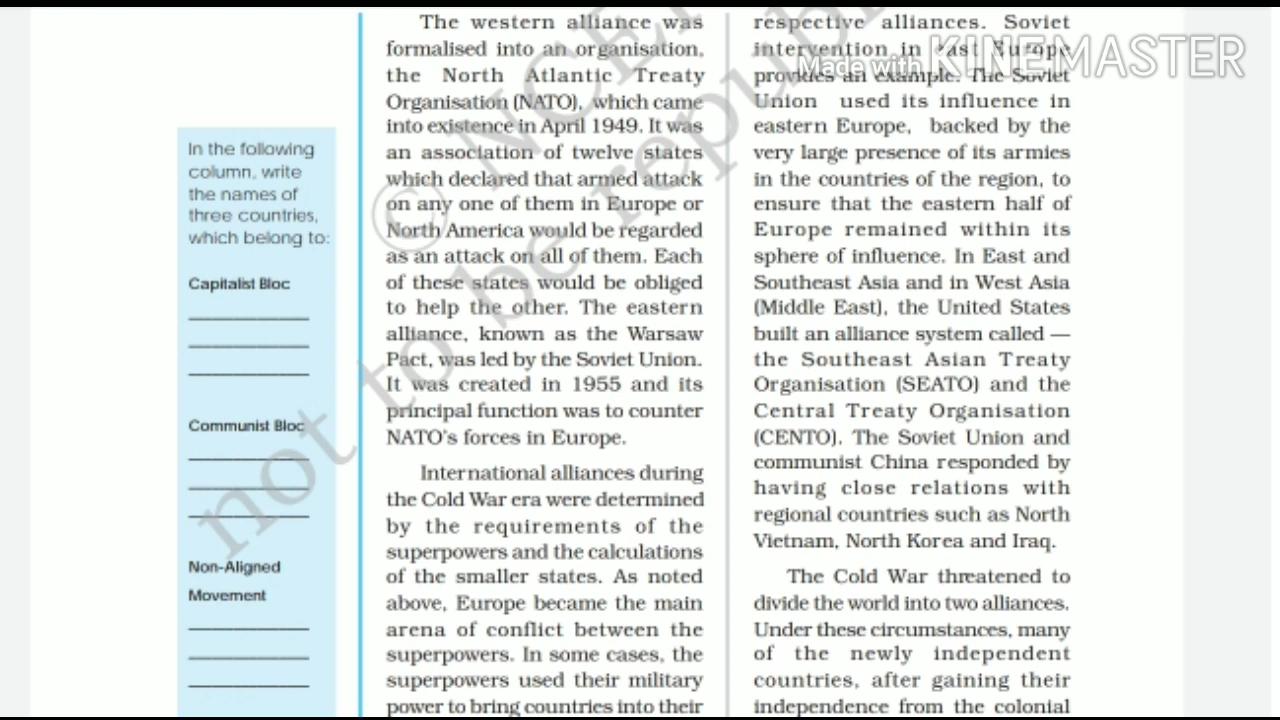 In the following
column, write
the names of
three countries,
which belong to:
Capitalist Bloc
Communist Bloc
Non-Aligned
Movement
The western alliance was
formalised into an organisation,
the North Atlantic Treaty
Organisation (NATO), which came
into existence in April 1949. It was
an association of twelve states
which declared that armed attack
on any one of them in Europe or
North America would be regarded
as an attack on all of them. Each
of these states would be obliged
to help the other. The eastern
alliance, known as the Warsaw
Pact, was led by the Soviet Union.
It was created in 1955 and its
principal function was to counter
NATO's forces in Europe.
International alliances during
the Cold War era were determined
by the requirements of the
superpowers and the calculations
of the smaller states. As noted
above, Europe became the main
arena of conflict between the
superpowers. In some cases, the
superpowers used their military
power to bring countries into their
respective alliances. Soviet
intervention in east Europe
provides an example. The Soviet
Union used its influence in
eastern Europe, backed by the
very large presence of its armies
in the countries of the region, to
ensure that the eastern half of
Europe remained within its
sphere of influence. In East and
Southeast Asia and in West Asia
(Middle East), the United States
built an alliance system called —
the Southeast Asian Treaty
Organisation (SEATO) and the
Central Treaty Organisation
(CENTO). The Soviet Union and
communist China responded by
having close relations with
regional countries such as North
Vietnam, North Korea and Iraq.
The Cold War threatened to
divide the world into two alliances.
Under these circumstances, many
of the newly independent
countries, after gaining their
independence from the colonial
Made with KINEMASTER
© NCE
not to be republi